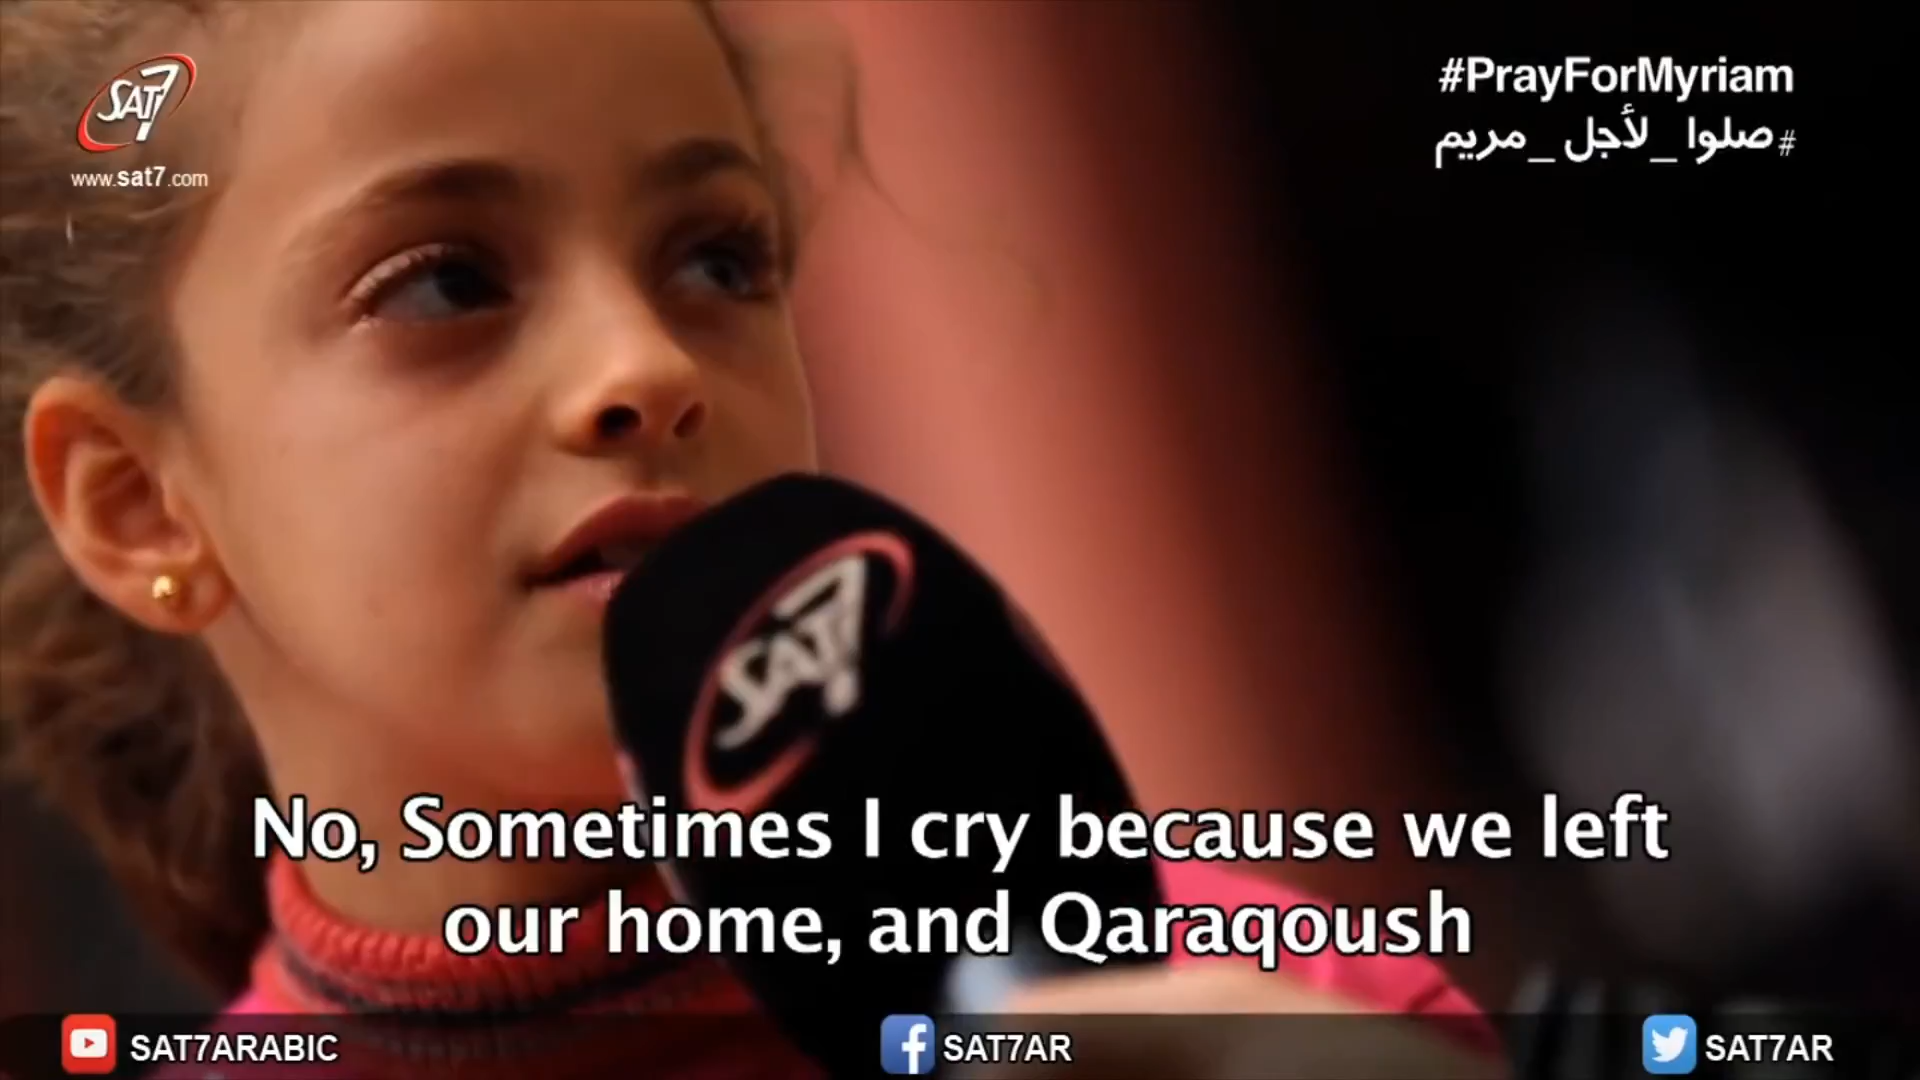 SAT7
www.sat7.com
#PrayForMyriam
#صلوا_لأجل_مريم
SAT7
No, Sometimes I cry because we left
our home, and Qaraqoush
SAT7ARABIC
SAT7AR
SAT7AR